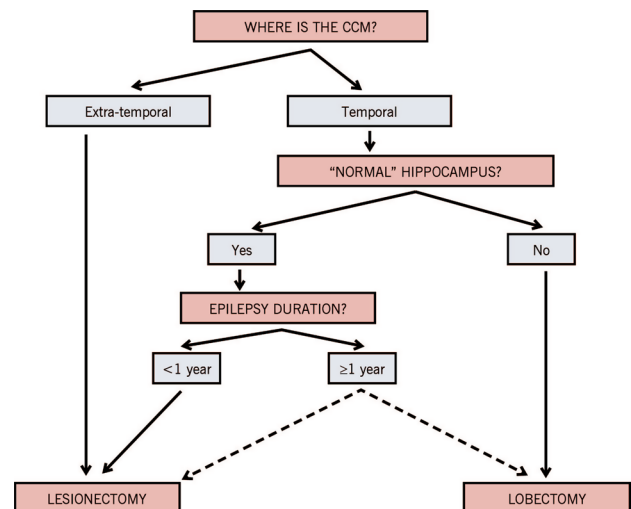 WHERE IS THE CCM?
Extra-temporal
Temporal
“NORMAL” HIPPOCAMPUS?
Yes
No
EPILEPSY DURATION?
<1 year
≥1 year
LESIONECTOMY
LOBECTOMY